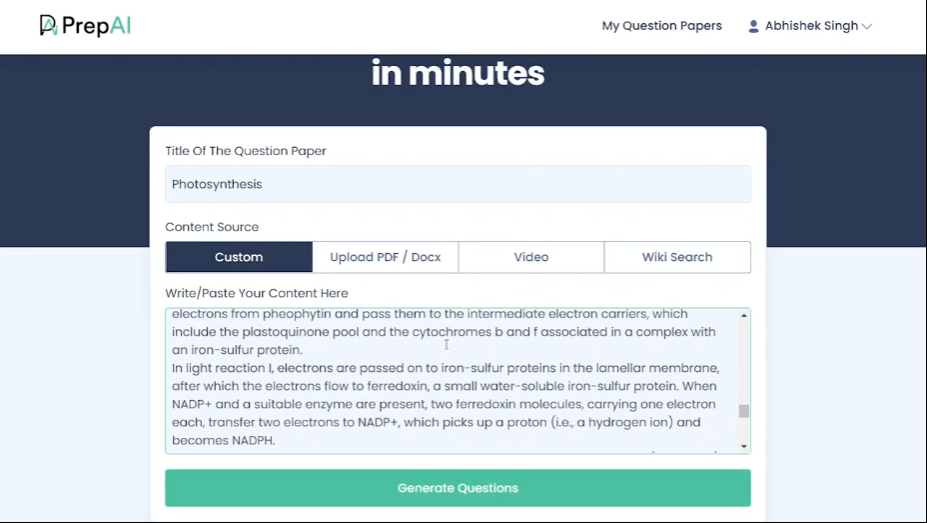 PrepAI
My Question Papers
Abhishek Singh
in minutes
Title Of The Question Paper
Photosynthesis
Content Source
Custom
Upload PDF / Docx
Video
Wiki Search
Write/Paste Your Content Here
electrons from pheophytin and pass them to the intermediate electron carriers, which
include the plastoquinone pool and the cytochromes b and f associated in a complex with
an iron-sulfur protein.
In light reaction I, electrons are passed on to iron-sulfur proteins in the lamellar membrane,
after which the electrons flow to ferredoxin, a small water-soluble iron-sulfur protein. When
NADP+ and a suitable enzyme are present, two ferredoxin molecules, carrying one electron
each, transfer two electrons to NADP+, which picks up a proton (i.e., a hydrogen ion) and
becomes NADPH.
Generate Questions